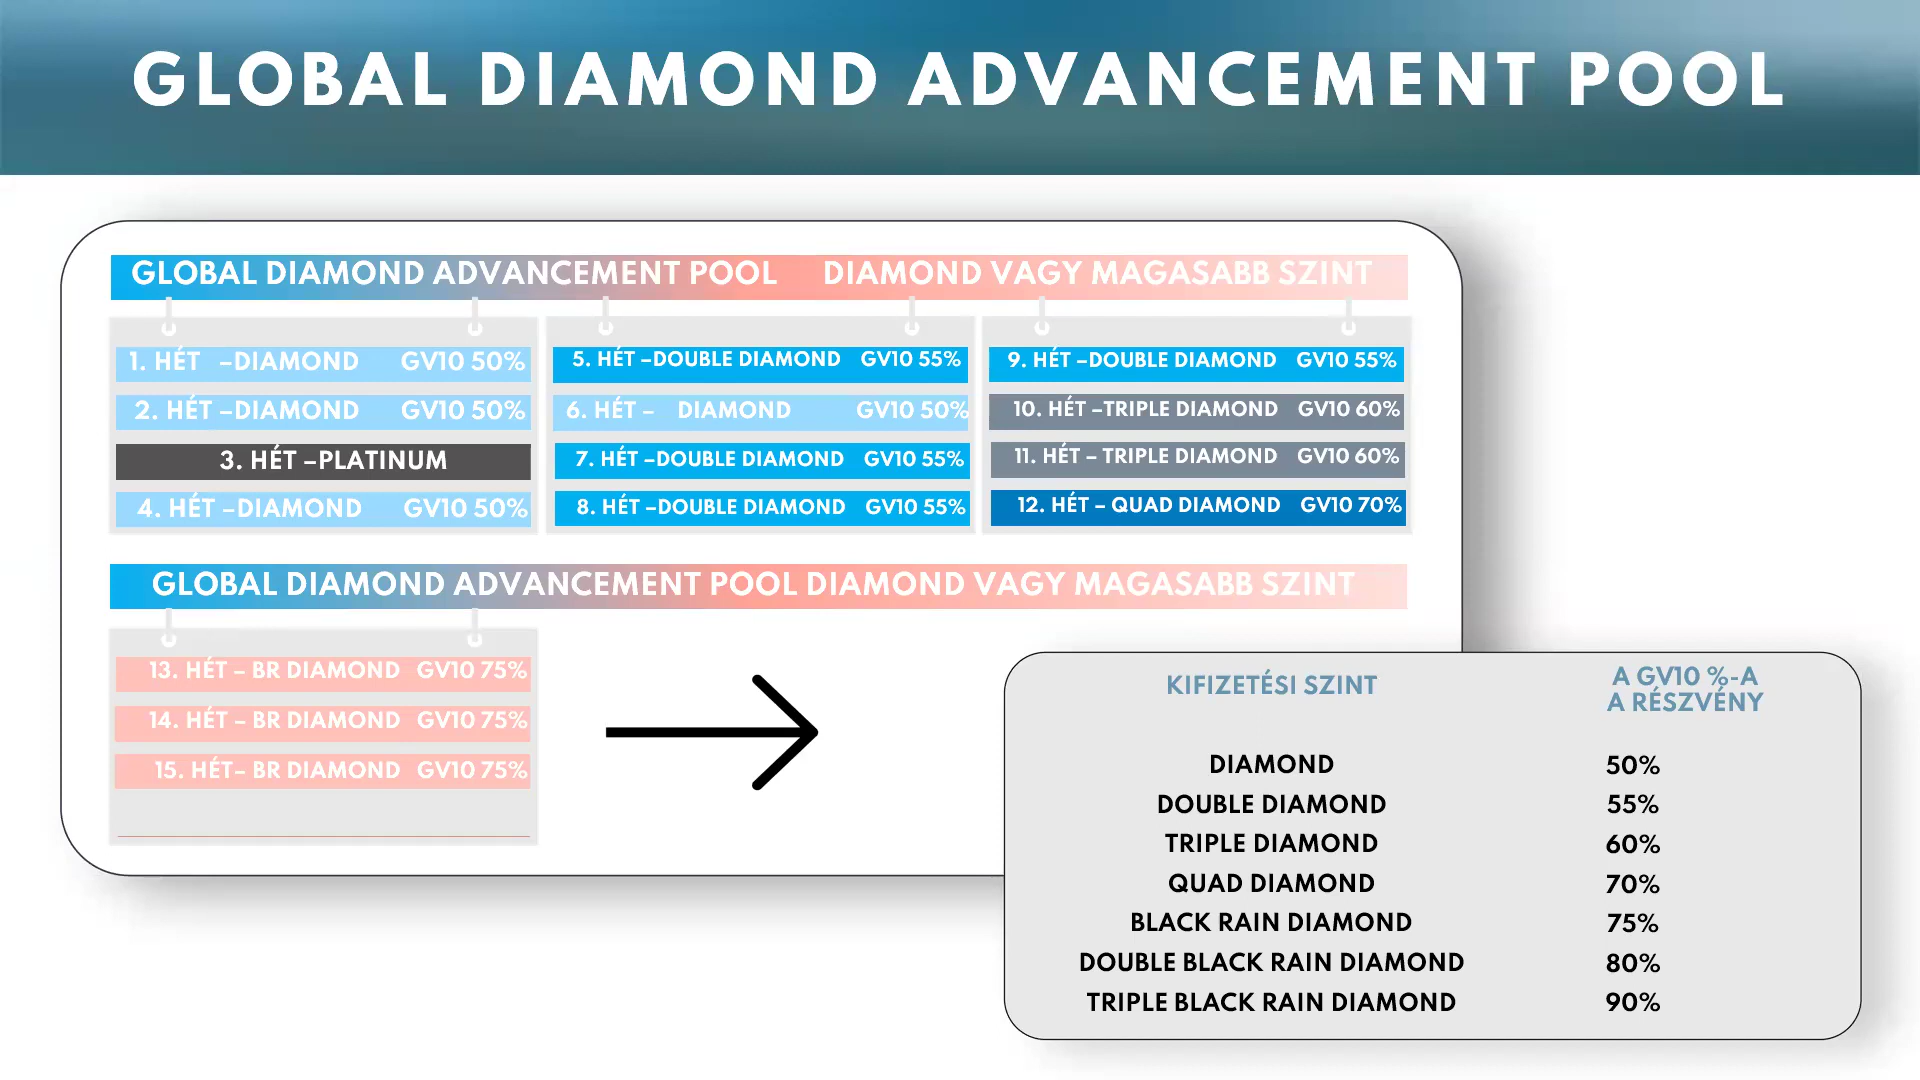 GLOBAL DIAMOND ADVANCEMENT POOL
GLOBAL DIAMOND ADVANCEMENT POOL DIAMOND VAGY MAGASABB SZINT
1. HÉT –DIAMOND GV10 50%
2. HÉT –DIAMOND GV10 50%
3. HÉT –PLATINUM
4. HÉT –DIAMOND GV10 50%
5. HÉT –DOUBLE DIAMOND GV10 55%
6. HÉT – DIAMOND GV10 50%
7. HÉT –DOUBLE DIAMOND GV10 55%
8. HÉT –DOUBLE DIAMOND GV10 55%
9. HÉT –DOUBLE DIAMOND GV10 55%
10. HÉT –TRIPLE DIAMOND GV10 60%
11. HÉT – TRIPLE DIAMOND GV10 60%
12. HÉT – QUAD DIAMOND GV10 70%
GLOBAL DIAMOND ADVANCEMENT POOL DIAMOND VAGY MAGASABB SZINT
13. HÉT – BR DIAMOND GV10 75%
14. HÉT – BR DIAMOND GV10 75%
15. HÉT– BR DIAMOND GV10 75%
KIFIZETÉSI SZINT
A GV10 %-A
A RÉSZVÉNY
DIAMOND 50%
DOUBLE DIAMOND 55%
TRIPLE DIAMOND 60%
QUAD DIAMOND 70%
BLACK RAIN DIAMOND 75%
DOUBLE BLACK RAIN DIAMOND 80%
TRIPLE BLACK RAIN DIAMOND 90%